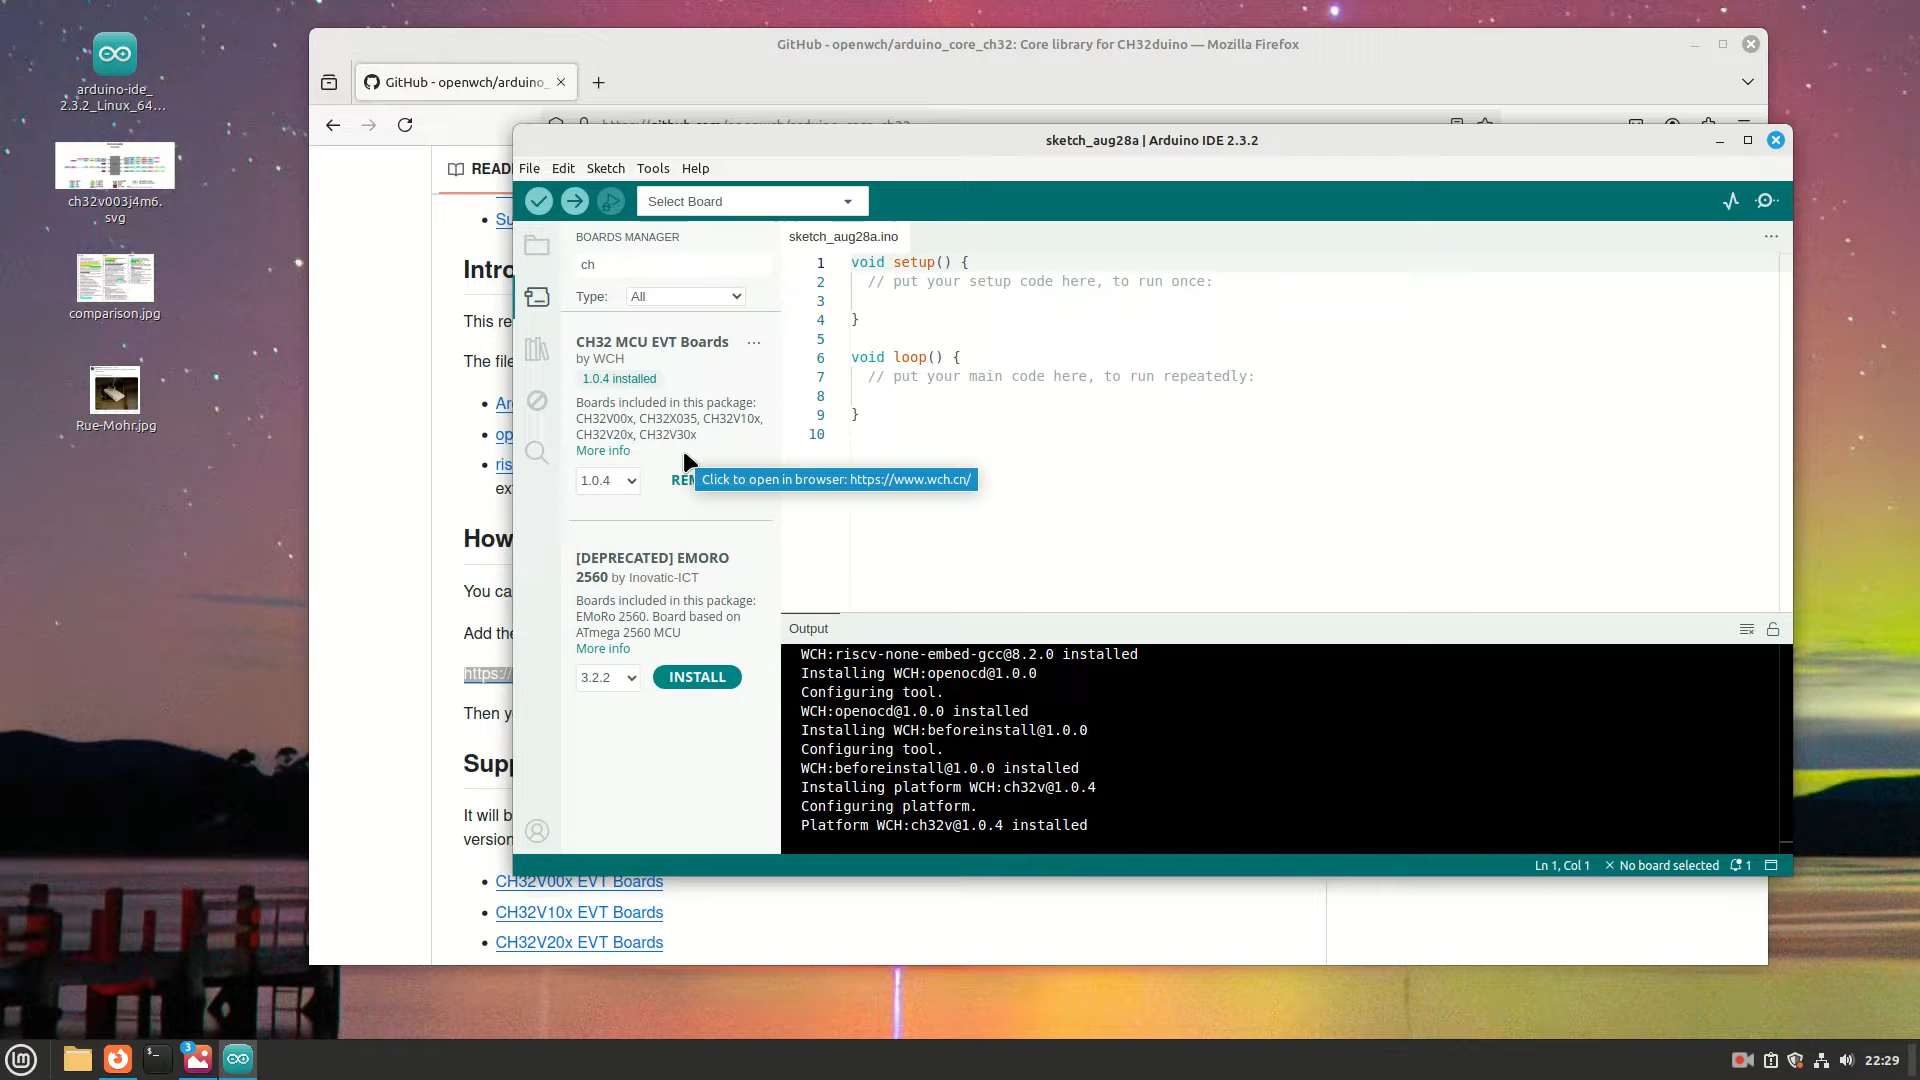 arduino-ide_
2.3.2_Linux_64...
ch32v003j4m6.
svg
comparison.jpg
Rue-Mohr.jpg
GitHub - openwch/arduino_core_ch32: Core library for CH32duino — Mozilla Firefox
GitHub - openwch/arduino_
READ
Su
Intro
This re
The file
Ar
op
ris
ex
How
You ca
Add the
https://
Then y
Supp
It will b
version
CH32V00x EVT Boards
CH32V10x EVT Boards
CH32V20x EVT Boards
sketch_aug28a | Arduino IDE 2.3.2
File Edit Sketch Tools Help
Select Board
BOARDS MANAGER
ch
Type: All
CH32 MCU EVT Boards ...
by WCH
1.0.4 installed
Boards included in this package:
CH32V00x, CH32X035, CH32V10x,
CH32V20x, CH32V30x
More info
1.0.4 REM
Click to open in browser: https://www.wch.cn/
[DEPRECATED] EMORO
2560 by Inovatic-ICT
Boards included in this package:
EMoRo 2560. Board based on
ATmega 2560 MCU
More info
3.2.2 INSTALL
sketch_aug28a.ino ...
1 void setup() {
2 // put your setup code here, to run once:
3
4 }
5
6 void loop() {
7 // put your main code here, to run repeatedly:
8
9 }
10
Output
WCH:riscv-none-embed-gcc@8.2.0 installed
Installing WCH:openocd@1.0.0
Configuring tool.
WCH:openocd@1.0.0 installed
Installing WCH:beforeinstall@1.0.0
Configuring tool.
WCH:beforeinstall@1.0.0 installed
Installing platform WCH:ch32v@1.0.4
Configuring platform.
Platform WCH:ch32v@1.0.4 installed
Ln 1, Col 1 × No board selected 1
3
22:29